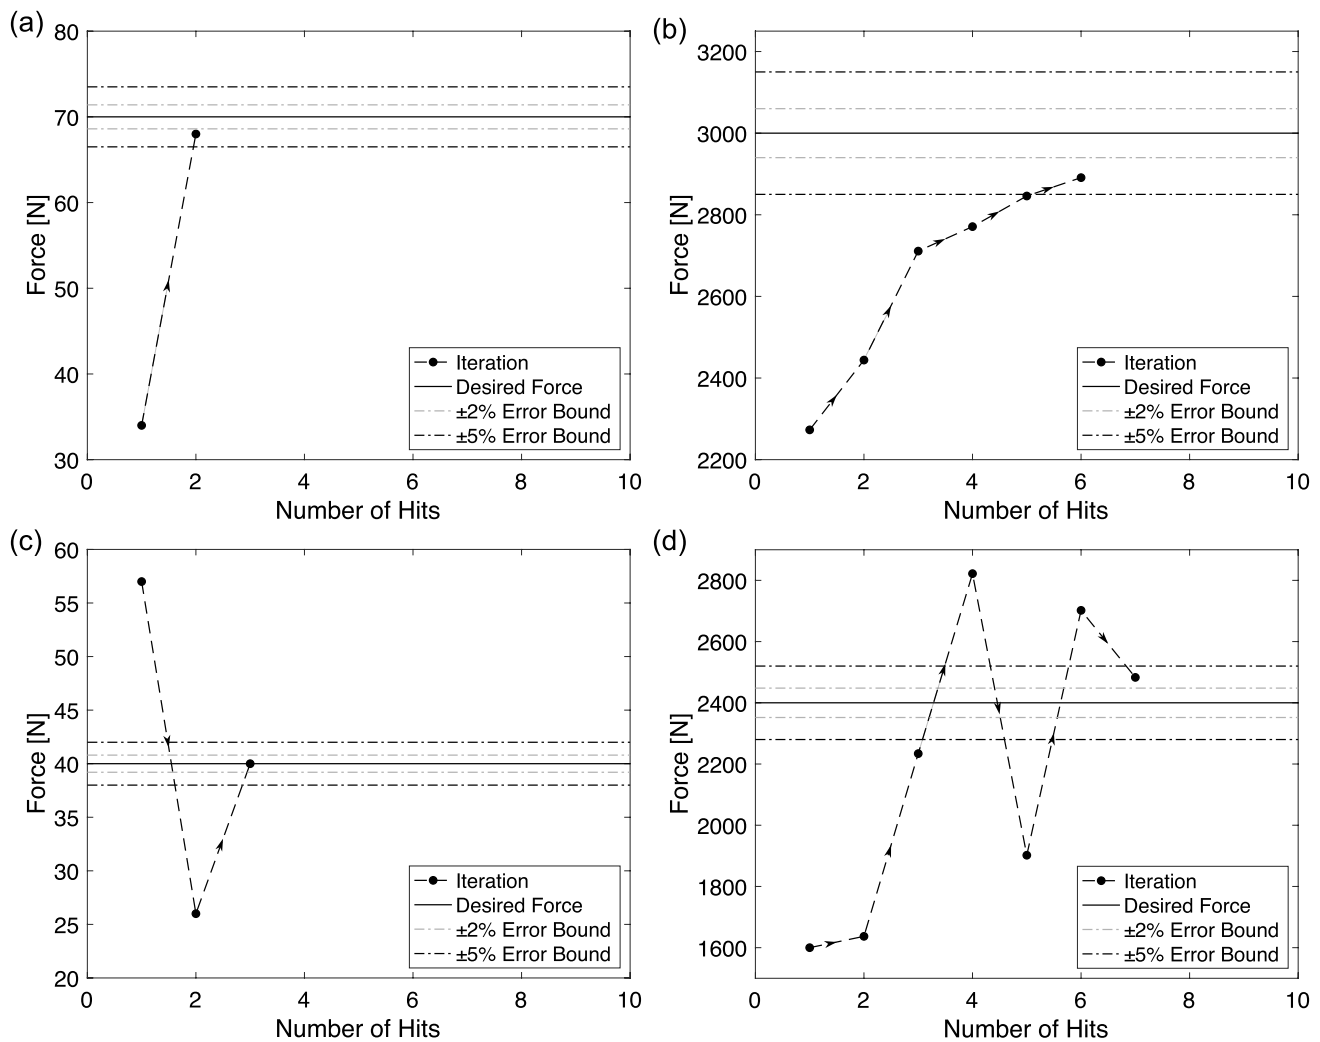 (a)
80
70
60
50
40
30
Force [N]
0 2 4 6 8 10
Number of Hits
Iteration
Desired Force
±2% Error Bound
±5% Error Bound
(b)
3200
3000
2800
2600
2400
2200
Force [N]
0 2 4 6 8 10
Number of Hits
Iteration
Desired Force
±2% Error Bound
±5% Error Bound
(c)
60
55
50
45
40
35
30
25
20
Force [N]
0 2 4 6 8 10
Number of Hits
Iteration
Desired Force
±2% Error Bound
±5% Error Bound
(d)
2800
2600
2400
2200
2000
1800
1600
Force [N]
0 2 4 6 8 10
Number of Hits
Iteration
Desired Force
±2% Error Bound
±5% Error Bound